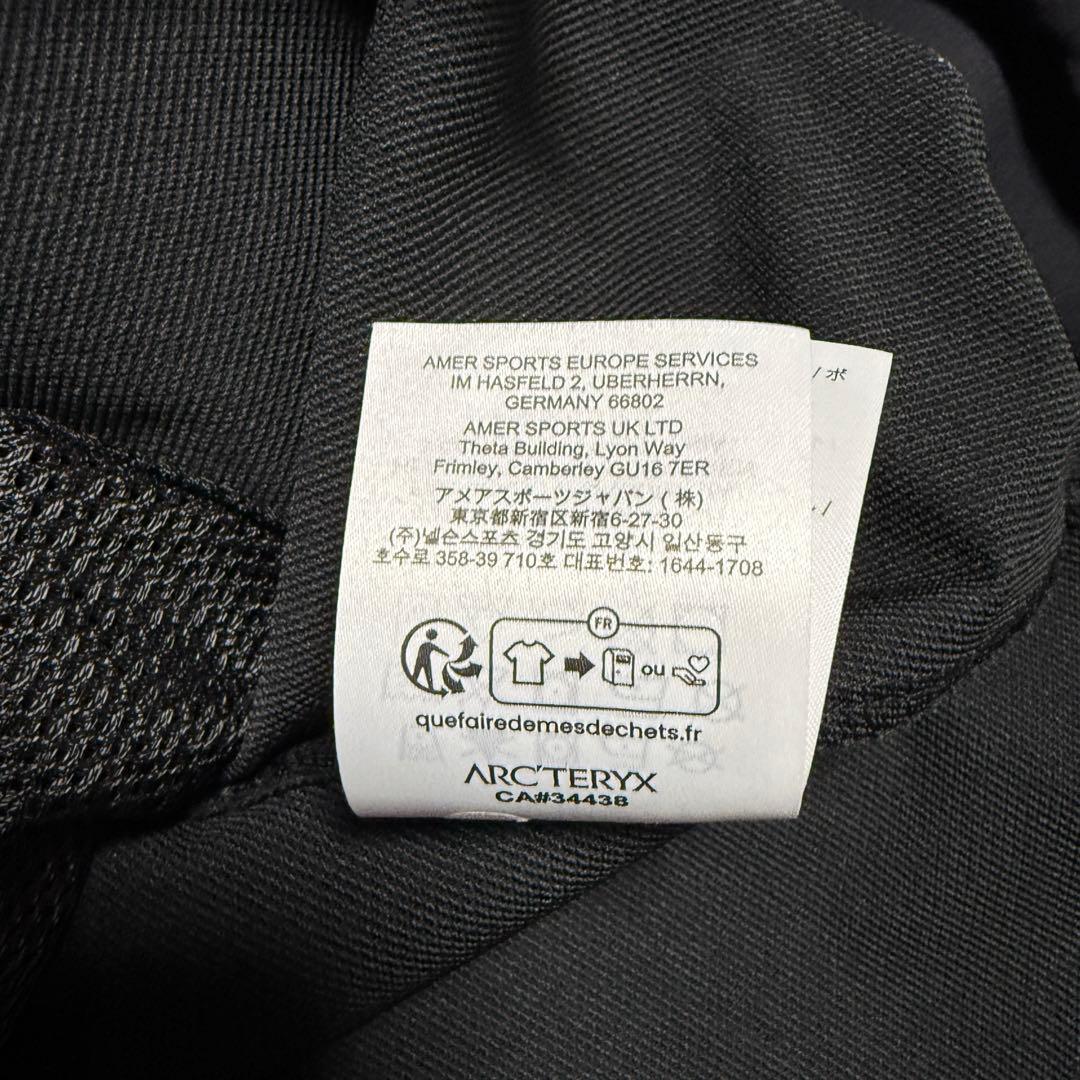 AMER SPORTS EUROPE SERVICES
IM HASFELD 2, UBERHERRN,
GERMANY 66802
AMER SPORTS UK LTD
Theta Building, Lyon Way
Frimley, Camberley GU16 7ER
アメアスポーツジャパン ( 株)
東京都新宿区新宿6-27-30
(주)넬슨스포츠 경기도 고양시 일산동구
호수로 358-39 710호 대표번호: 1644-1708
FR
ou
quefairedemesdechets.fr
ARC'TERYX
CA#34438
/ ポ
/